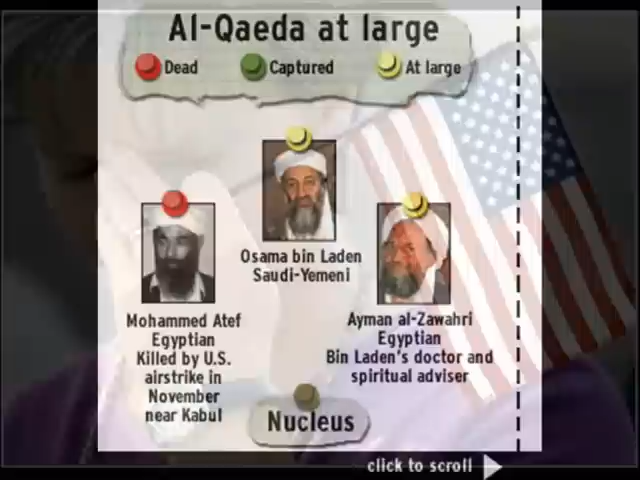 Al-Qaeda at large
Dead
Captured
At large
Osama bin Laden
Saudi-Yemeni
Mohammed Atef
Egyptian
Killed by U.S.
airstrike in
November
near Kabul
Ayman al-Zawahri
Egyptian
Bin Laden's doctor and
spiritual adviser
Nucleus
click to scroll